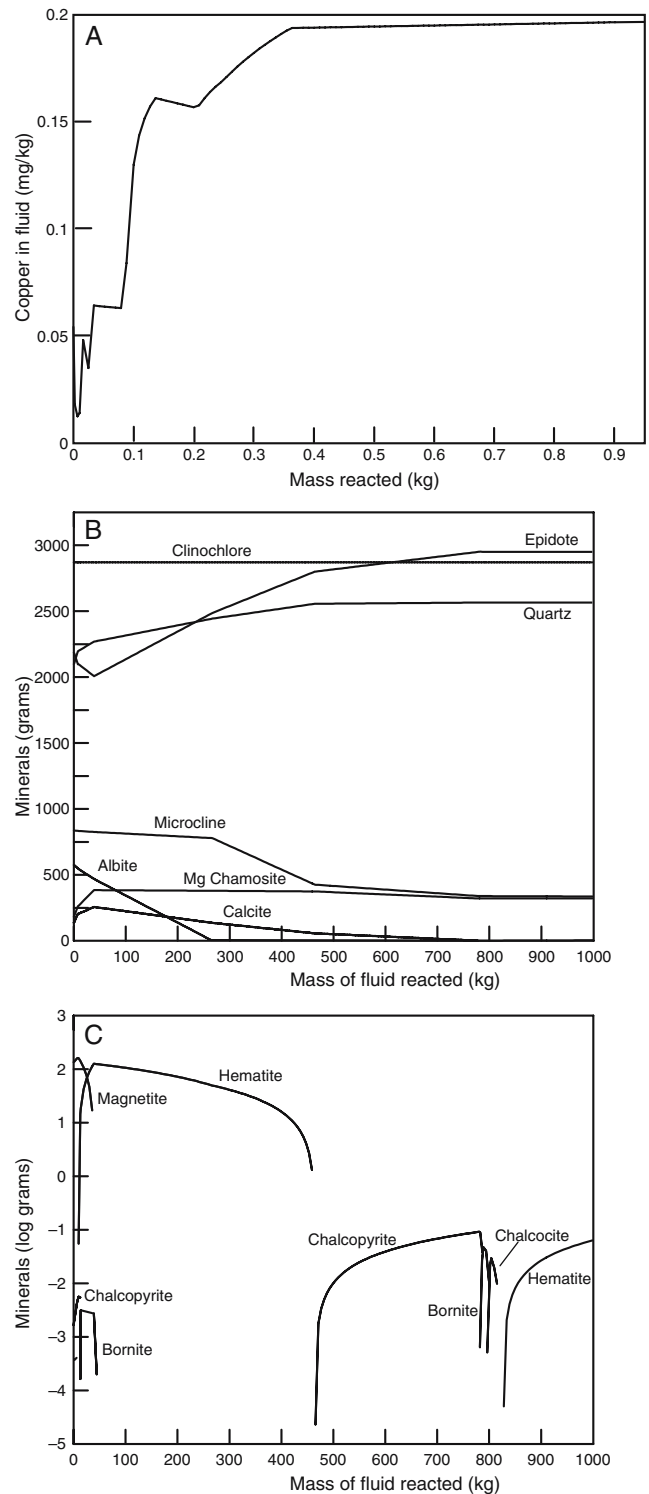 A
0.2
0.15
0.1
0.05
0
Copper in fluid (mg/kg)
0 0.1 0.2 0.3 0.4 0.5 0.6 0.7 0.8 0.9
Mass reacted (kg)
B
3000
2500
2000
1500
1000
500
0
Minerals (grams)
Clinochlore
Epidote
Quartz
Microcline
Albite
Mg Chamosite
Calcite
0 100 200 300 400 500 600 700 800 900 1000
Mass of fluid reacted (kg)
C
3
2
1
0
–1
–2
–3
–4
–5
Minerals (log grams)
Hematite
Magnetite
Chalcopyrite
Chalcocite
Chalcopyrite
Hematite
Bornite
Bornite
0 100 200 300 400 500 600 700 800 900 1000
Mass of fluid reacted (kg)